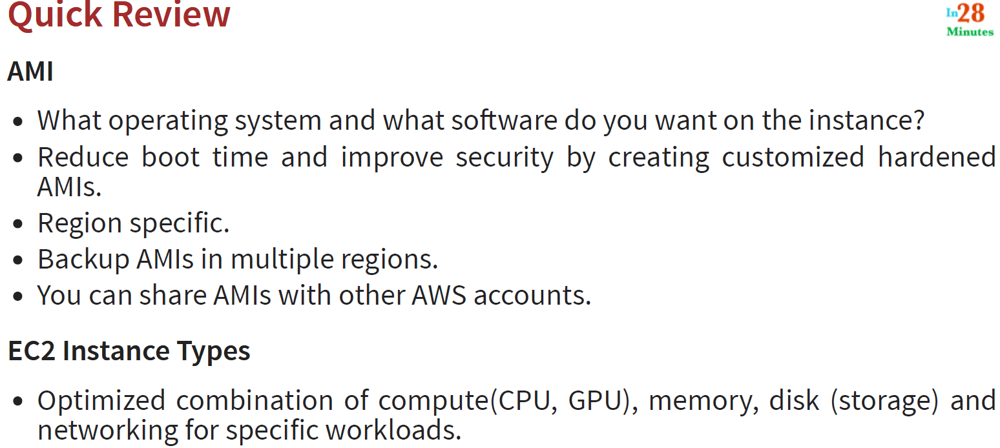 Quick Review
In28
Minutes
AMI
• What operating system and what software do you want on the instance?
• Reduce boot time and improve security by creating customized hardened
AMIs.
• Region specific.
• Backup AMIs in multiple regions.
• You can share AMIs with other AWS accounts.
EC2 Instance Types
• Optimized combination of compute(CPU, GPU), memory, disk (storage) and
networking for specific workloads.